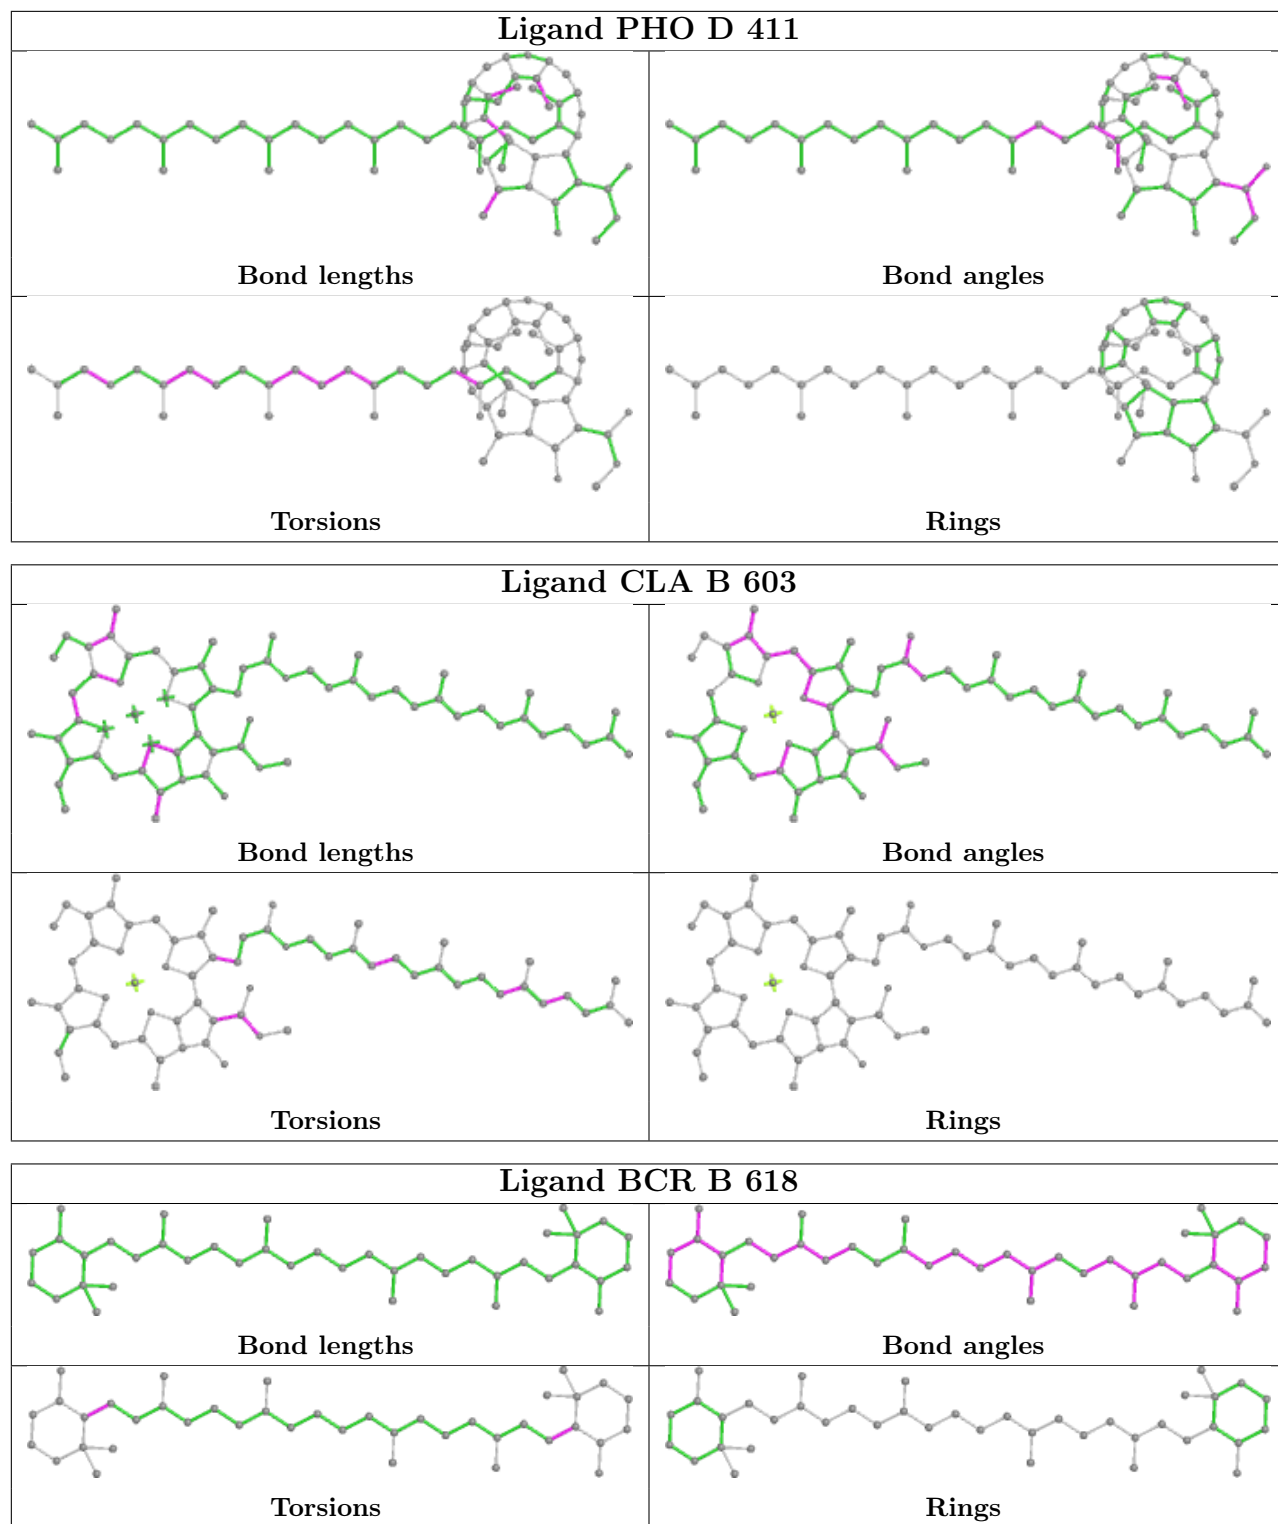 Ligand PHO D 411
Bond lengths
Bond angles
Torsions
Rings
Ligand CLA B 603
Bond lengths
Bond angles
Torsions
Rings
Ligand BCR B 618
Bond lengths
Bond angles
Torsions
Rings